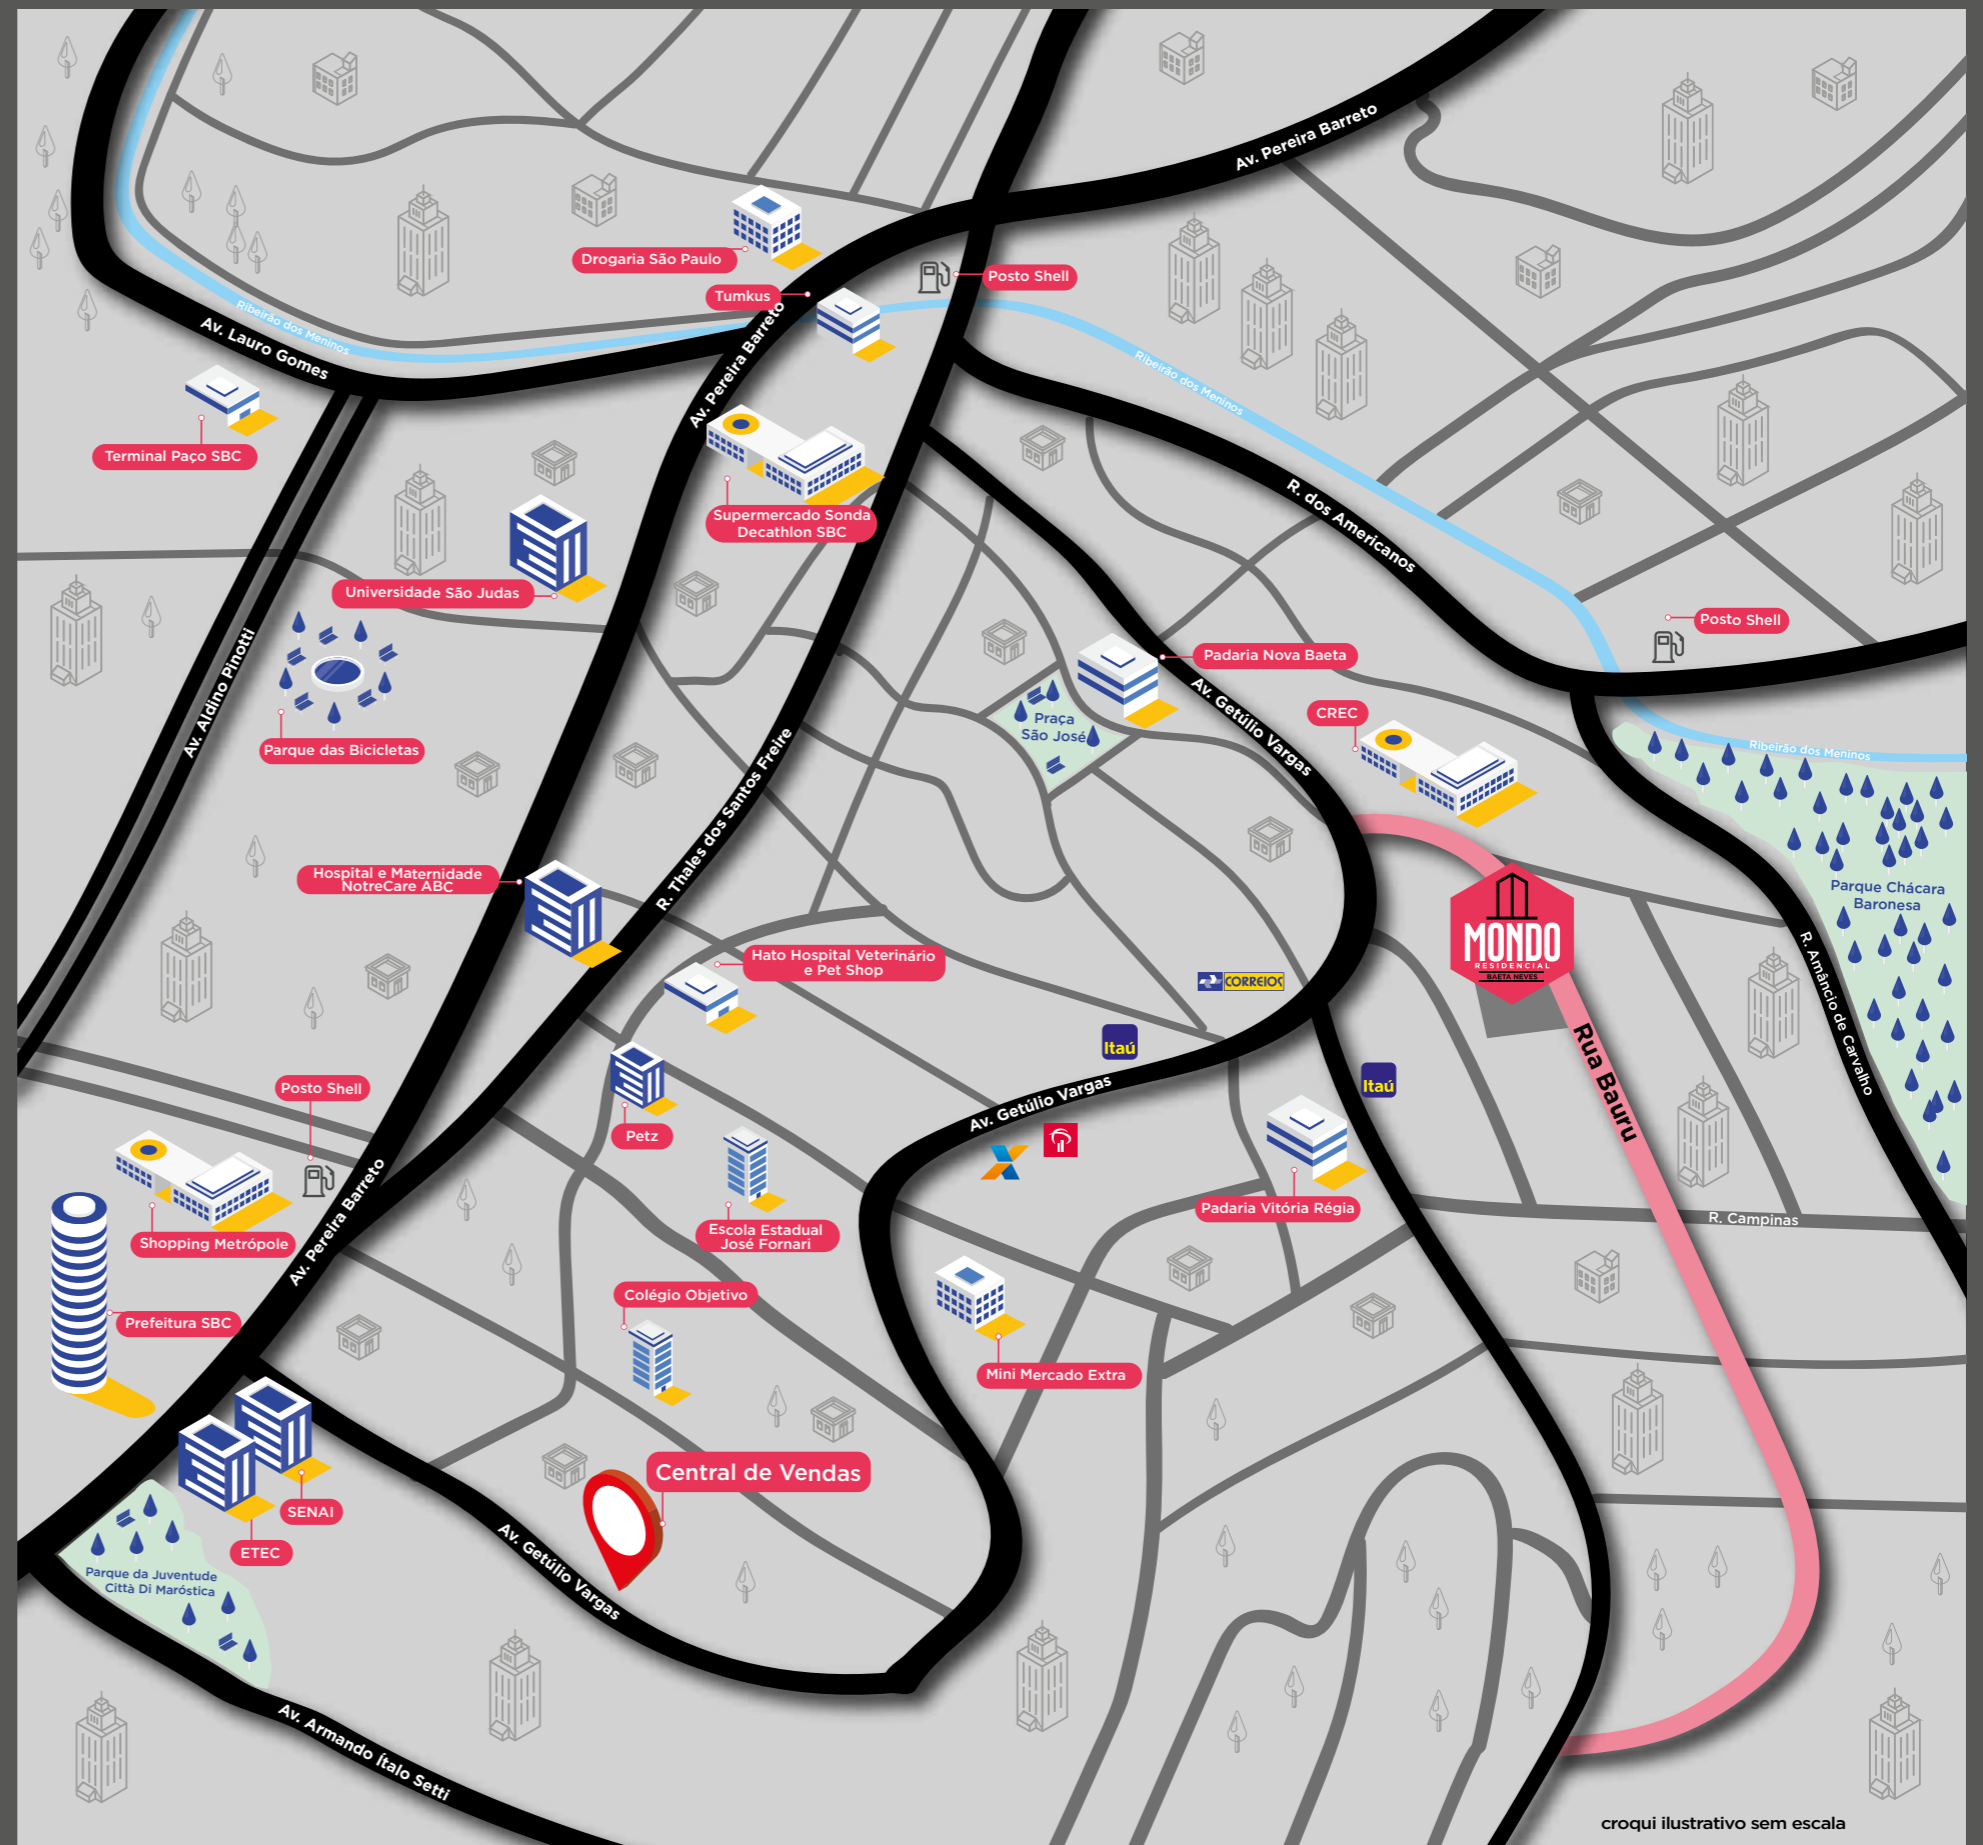 Av. Pereira Barreto
Drogaria São Paulo
Posto Shell
Tumkus
Ribeirão dos Meninos
Av. Lauro Gomes
Av. Pereira Barreto
Ribeirão dos Meninos
Terminal Paço SBC
Supermercado Sonda
Decathlon SBC
R. dos Americanos
Universidade São Judas
Posto Shell
Av. Aldino Pinotti
Padaria Nova Baeta
Av. Getúlio Vargas
CREC
Praça
São José
Parque das Bicicletas
Ribeirão dos Meninos
R. Thales dos Santos Freire
Hospital e Maternidade
NotreCare ABC
Parque Chácara
Baronesa
MONDO
RESIDENCIAL
BAETA NEVES
Hato Hospital Veterinário
e Pet Shop
CORREIOS
R. Amâncio de Carvalho
Itaú
Itaú
Rua Bauru
Posto Shell
Av. Getúlio Vargas
Petz
Padaria Vitória Régia
R. Campinas
Escola Estadual
José Fornari
Av. Pereira Barreto
Shopping Metrópole
Colégio Objetivo
Prefeitura SBC
Mini Mercado Extra
Central de Vendas
SENAI
ETEC
Av. Getúlio Vargas
Parque da Juventude
Città Di Maróstica
Av. Armando Ítalo Setti
croqui ilustrativo sem escala